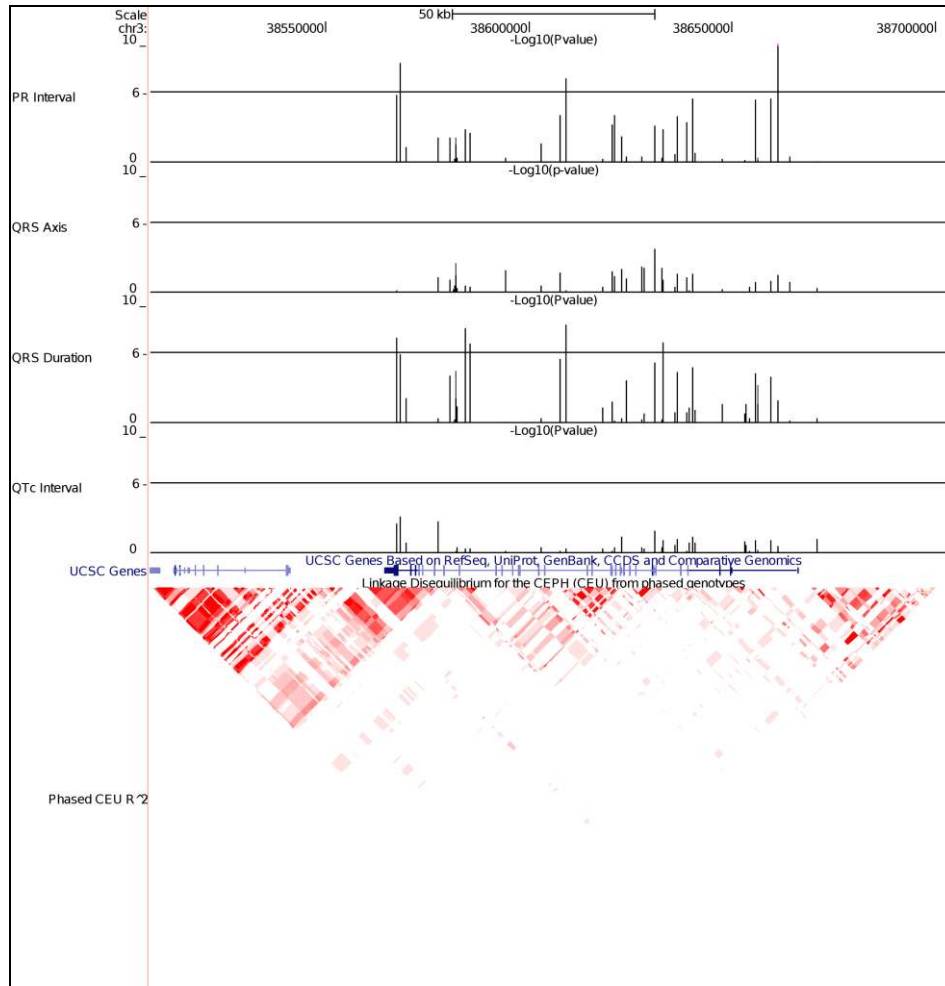 Scale 50 kb
chr3: 38550000 38600000 38650000 38700000
10 _ -Log10(Pvalue)
PR Interval
6 -
0
10 _ -Log10(p-value)
QRS Axis
6 -
0
10 _ -Log10(Pvalue)
QRS Duration
6 -
0
10 _ -Log10(Pvalue)
QTc Interval
6 -
0
UCSC Genes Based on RefSeq, UniProt, GenBank, CCDS and Comparative Genomics
UCSC Genes
Linkage Disequilibrium for the CEPH (CEU) from phased genotypes
Phased CEU R^2